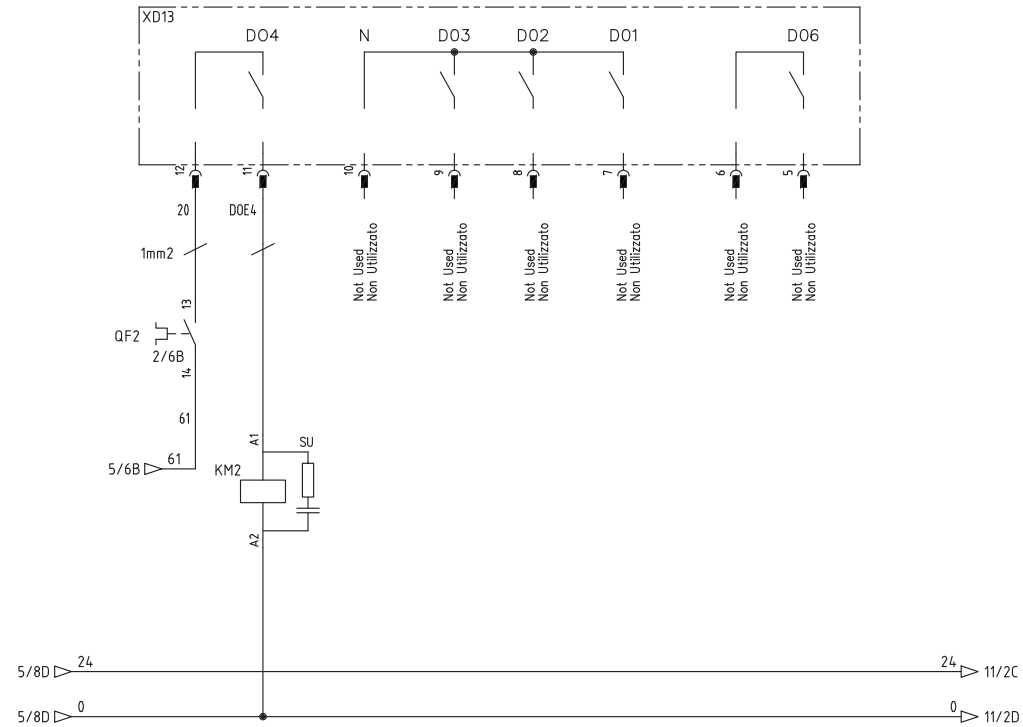 XD13
DO4 N DO3 DO2 DO1 DO6
12 11 10 9 8 7 6 5
20 DOE4
Not Used
Non Utilizzato
Not Used
Non Utilizzato
Not Used
Non Utilizzato
Not Used
Non Utilizzato
Not Used
Non Utilizzato
Not Used
Non Utilizzato
1mm2
13
QF2
2/6B
14
61
A1 SU
5/6B 61
KM2
A2
5/8D 24 24 11/2C
5/8D 0 0 11/2D